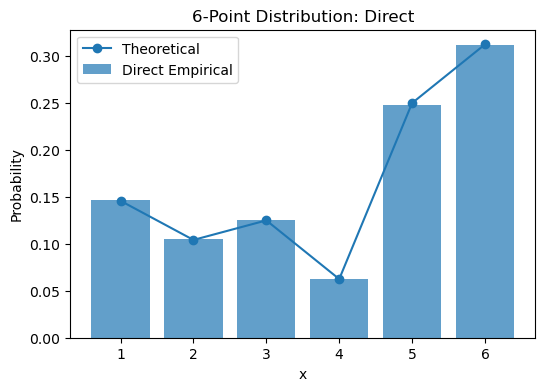 6-Point Distribution: Direct
Theoretical
Direct Empirical
Probability
0.30
0.25
0.20
0.15
0.10
0.05
0.00
1 2 3 4 5 6
x